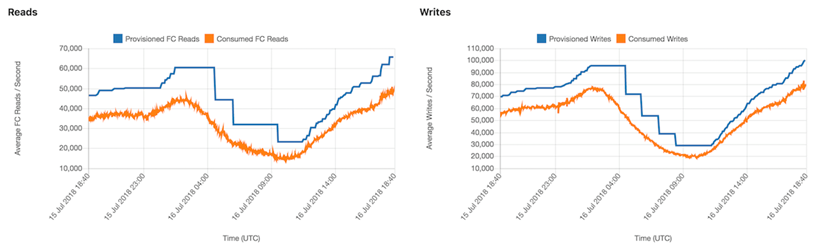 Reads
Provisioned FC Reads Consumed FC Reads
70,000
60,000
50,000
40,000
30,000
20,000
10,000
Average FC Reads / Second
15 Jul 2018 18:40
15 Jul 2018 23:00
16 Jul 2018 04:00
16 Jul 2018 09:00
16 Jul 2018 14:00
16 Jul 2018 18:40
Time (UTC)
Writes
Provisioned Writes Consumed Writes
110,000
100,000
90,000
80,000
70,000
60,000
50,000
40,000
30,000
20,000
10,000
Average Writes / Second
15 Jul 2018 18:40
15 Jul 2018 23:00
16 Jul 2018 04:00
16 Jul 2018 09:00
16 Jul 2018 14:00
16 Jul 2018 18:40
Time (UTC)